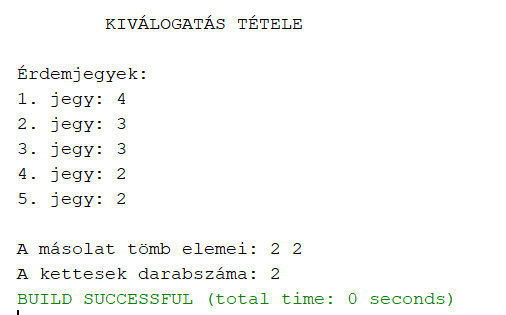 KIVÁLOGATÁS TÉTELE
Érdemjegyek:
1. jegy: 4
2. jegy: 3
3. jegy: 3
4. jegy: 2
5. jegy: 2
A másolat tömb elemei: 2 2
A kettesek darabszáma: 2
BUILD SUCCESSFUL (total time: 0 seconds)